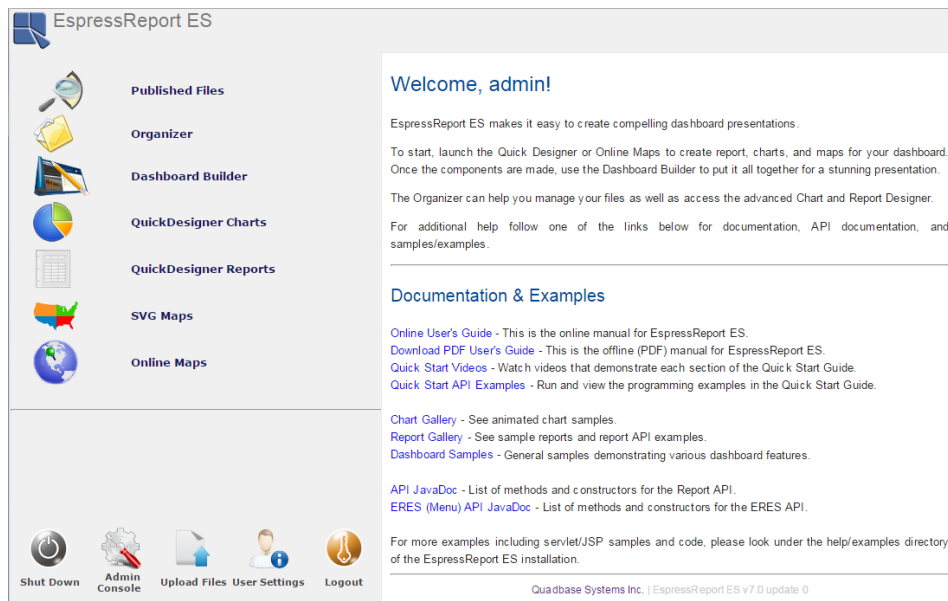 EspressReport ES
Published Files
Organizer
Dashboard Builder
QuickDesigner Charts
QuickDesigner Reports
SVG Maps
Online Maps
Shut Down
Admin
Console
Upload Files
User Settings
Logout
Welcome, admin!
EspressReport ES makes it easy to create compelling dashboard presentations.
To start, launch the Quick Designer or Online Maps to create report, charts, and maps for your dashboard.
Once the components are made, use the Dashboard Builder to put it all together for a stunning presentation.
The Organizer can help you manage your files as well as access the advanced Chart and Report Designer.
For additional help follow one of the links below for documentation, API documentation, and
samples/examples.
Documentation & Examples
Online User's Guide - This is the online manual for EspressReport ES.
Download PDF User's Guide - This is the offline (PDF) manual for EspressReport ES.
Quick Start Videos - Watch videos that demonstrate each section of the Quick Start Guide.
Quick Start API Examples - Run and view the programming examples in the Quick Start Guide.
Chart Gallery - See animated chart samples.
Report Gallery - See sample reports and report API examples.
Dashboard Samples - General samples demonstrating various dashboard features.
API JavaDoc - List of methods and constructors for the Report API.
ERES (Menu) API JavaDoc - List of methods and constructors for the ERES API.
For more examples including servlet/JSP samples and code, please look under the help/examples directory
of the EspressReport ES installation.
Quadbase Systems Inc. | EspressReport ES v7.0 update 0